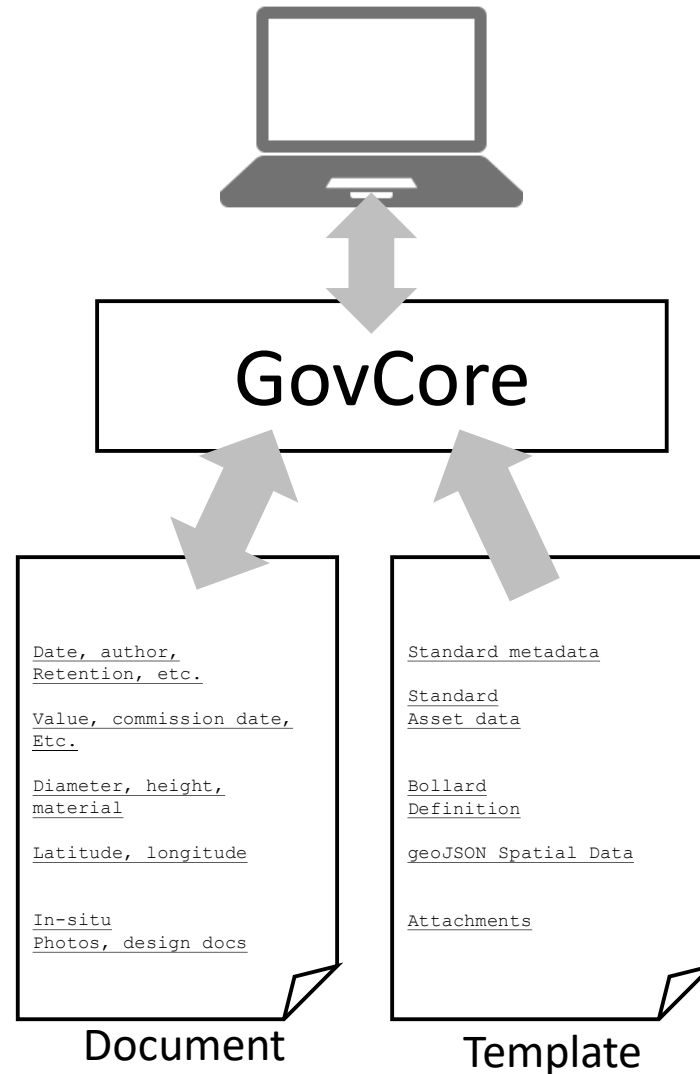 GovCore
Date, author,
Retention, etc.
Value, commission date,
Etc.
Diameter, height,
material
Latitude, longitude
In-situ
Photos, design docs
Document
Standard metadata
Standard
Asset data
Bollard
Definition
geoJSON Spatial Data
Attachments
Template